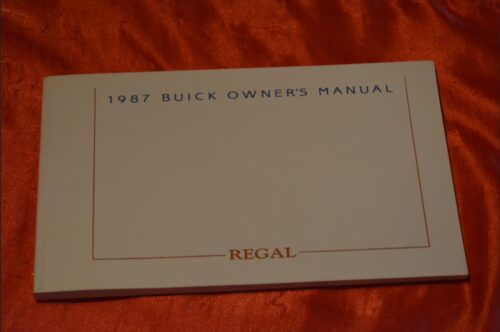 1987 BUICK OWNER'S MANUAL
REGAL